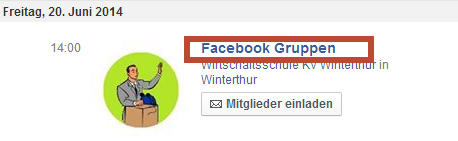 Freitag, 20. Juni 2014
14:00
Facebook Gruppen
Wirtschaftsschule KV Winterthur in
Winterthur
Mitglieder einladen